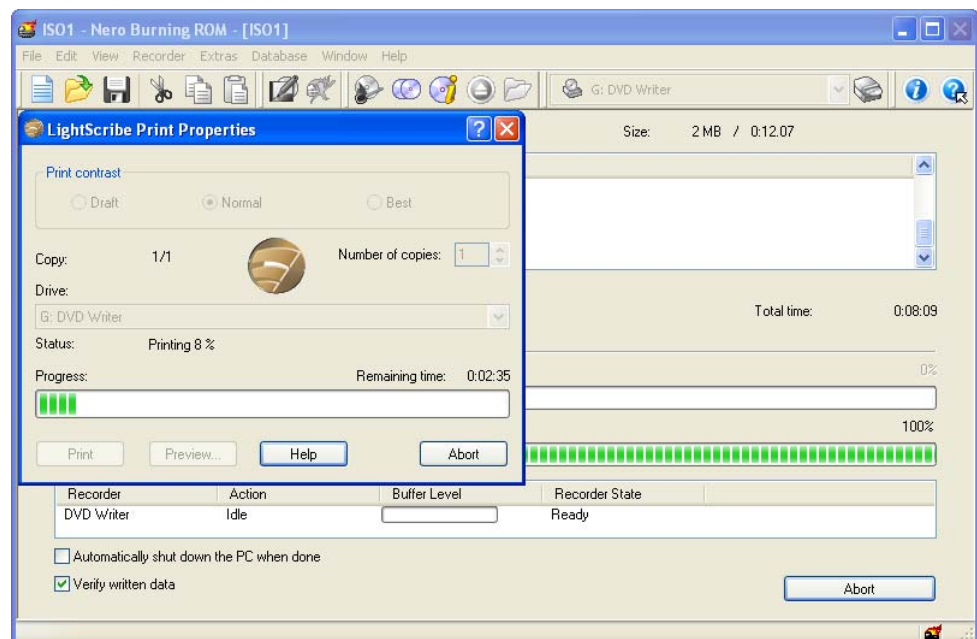 ISO1 - Nero Burning ROM - [ISO1]
File Edit View Recorder Extras Database Window Help
G: DVD Writer
LightScribe Print Properties
Size: 2 MB / 0:12.07
Print contrast
Draft Normal Best
Copy: 1/1 Number of copies: 1
Drive:
G: DVD Writer
Total time: 0:08:09
Status: Printing 8 %
Progress: Remaining time: 0:02:35
0%
100%
Print Preview... Help Abort
Recorder Action Buffer Level Recorder State
DVD Writer Idle Ready
Automatically shut down the PC when done
Verify written data
Abort